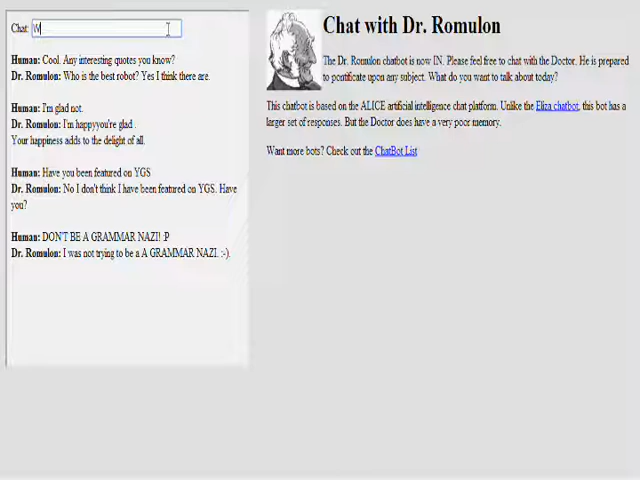 Chat: W
Human: Cool. Any interesting quotes you know?
Dr. Romulon: Who is the best robot? Yes I think there are.
Human: I'm glad not.
Dr. Romulon: I'm happyyou're glad .
Your happiness adds to the delight of all.
Human: Have you been featured on YGS
Dr. Romulon: No I don't think I have been featured on YGS. Have
you?
Human: DON'T BE A GRAMMAR NAZI! :P
Dr. Romulon: I was not trying to be a A GRAMMAR NAZI. :-).
Chat with Dr. Romulon
The Dr. Romulon chatbot is now IN. Please feel free to chat with the Doctor. He is prepared
to pontificate upon any subject. What do you want to talk about today?
This chatbot is based on the ALICE artificial intelligence chat platform. Unlike the Eliza chatbot, this bot has a
larger set of responses. But the Doctor does have a very poor memory.
Want more bots? Check out the ChatBot List